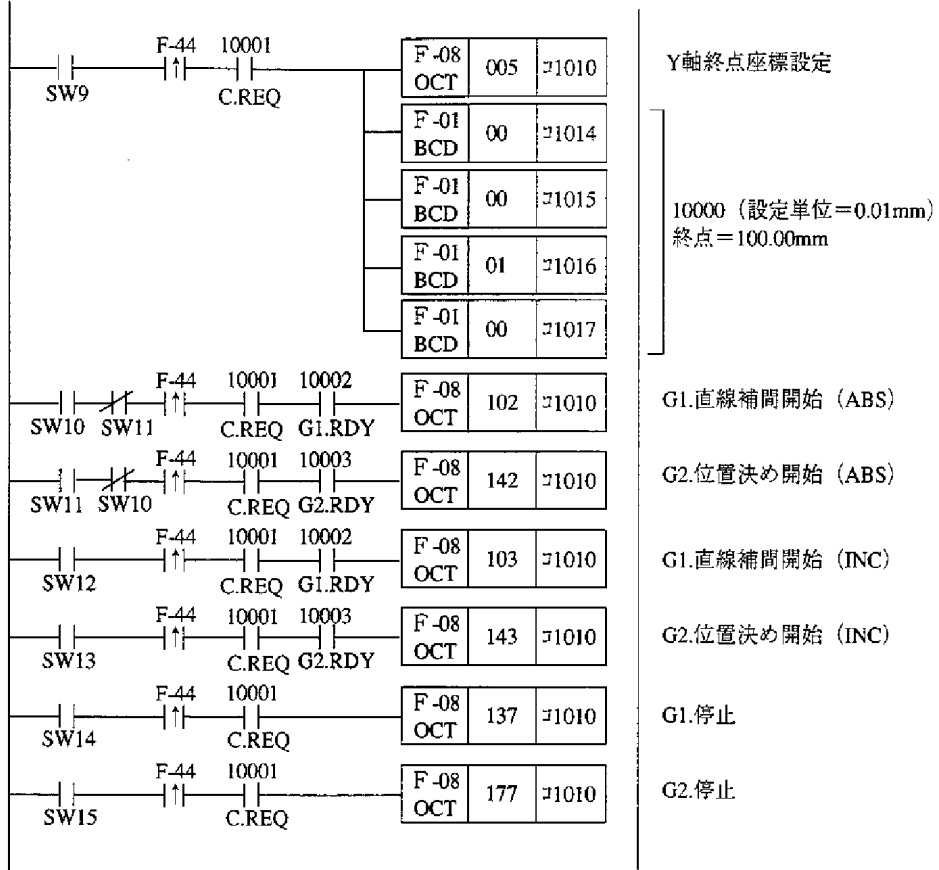 F-44 10001 F-08 OCT 005 コ1010 Y軸終点座標設定
SW9 C.REQ
F-01 BCD 00 コ1014
F-01 BCD 00 コ1015
10000（設定単位＝0.01mm）
終点＝100.00mm
F-01 BCD 01 コ1016
F-01 BCD 00 コ1017
F-44 10001 10002 F-08 OCT 102 コ1010 G1.直線補間開始（ABS）
SW10 SW11 C.REQ G1.RDY
F-44 10001 10003 F-08 OCT 142 コ1010 G2.位置決め開始（ABS）
SW11 SW10 C.REQ G2.RDY
F-44 10001 10002 F-08 OCT 103 コ1010 G1.直線補間開始（INC）
SW12 C.REQ G1.RDY
F-44 10001 10003 F-08 OCT 143 コ1010 G2.位置決め開始（INC）
SW13 C.REQ G2.RDY
F-44 10001 F-08 OCT 137 コ1010 G1.停止
SW14 C.REQ
F-44 10001 F-08 OCT 177 コ1010 G2.停止
SW15 C.REQ